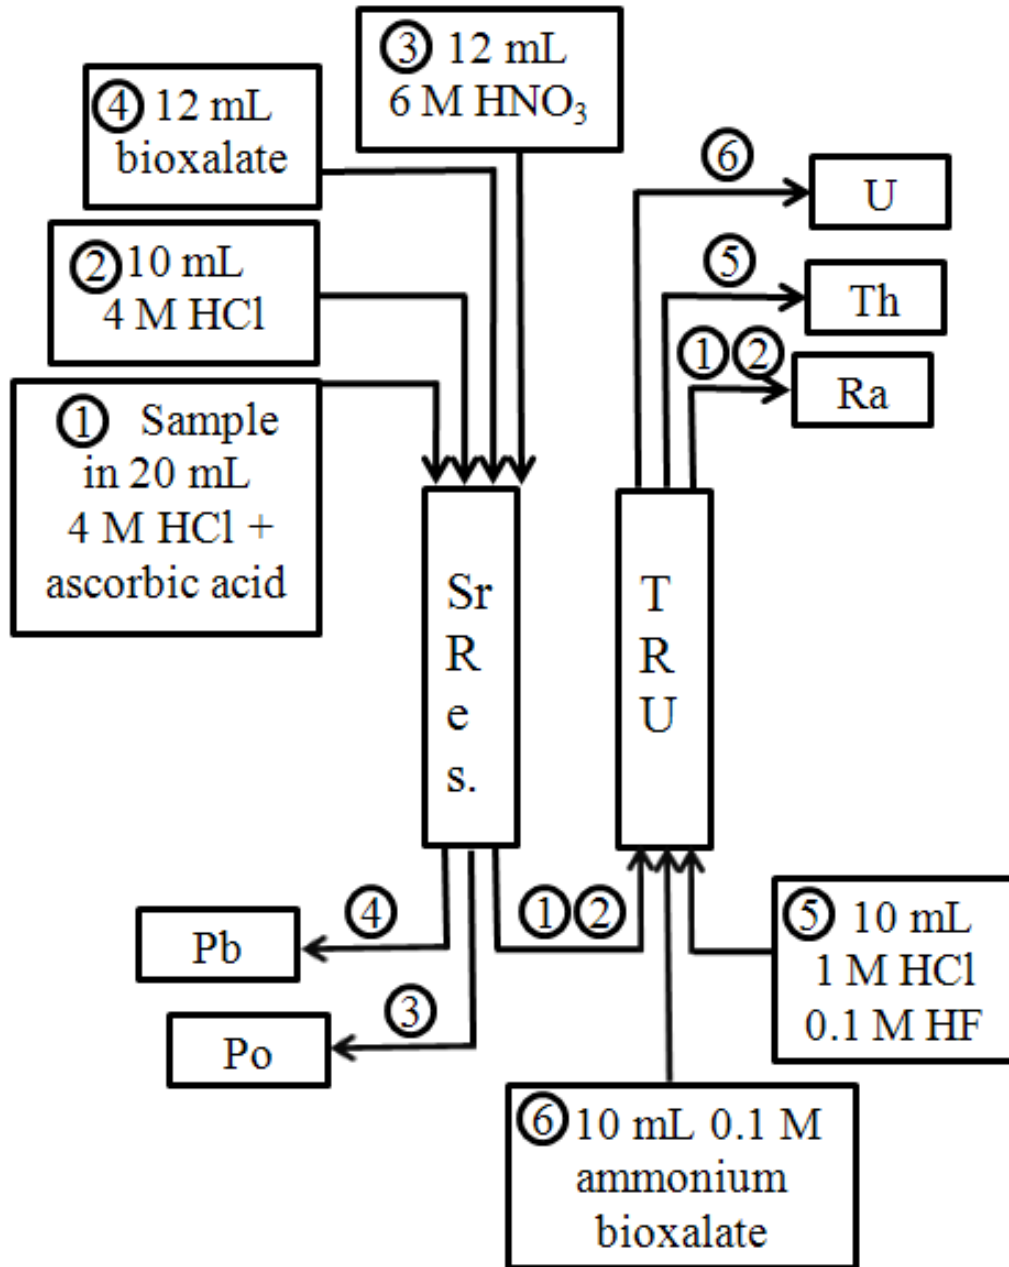 ③ 12 mL
6 M HNO₃
④ 12 mL
bioxalate
② 10 mL
4 M HCl
① Sample
in 20 mL
4 M HCl +
ascorbic acid
⑥
U
⑤
Th
① ②
Ra
Sr
R
e
s.
T
R
U
④
Pb
③
Po
① ②
⑤ 10 mL
1 M HCl
0.1 M HF
⑥ 10 mL 0.1 M
ammonium
bioxalate